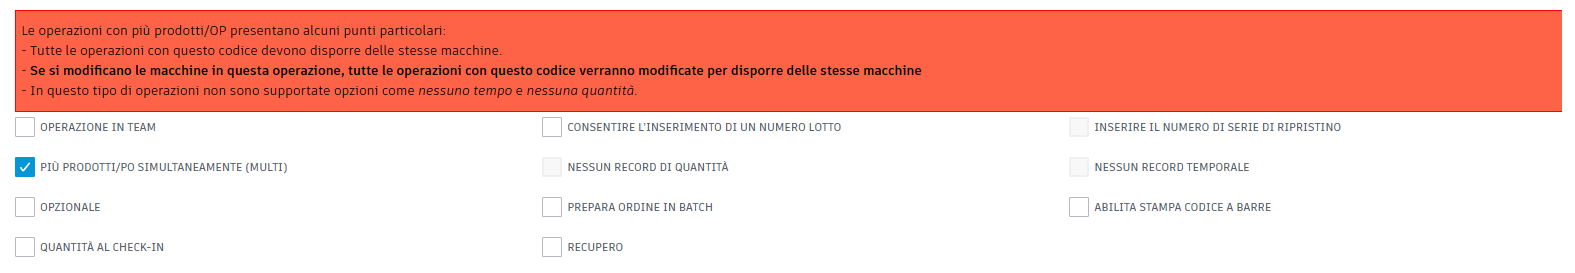 Le operazioni con più prodotti/OP presentano alcuni punti particolari:
- Tutte le operazioni con questo codice devono disporre delle stesse macchine.
- Se si modificano le macchine in questa operazione, tutte le operazioni con questo codice verranno modificate per disporre delle stesse macchine
- In questo tipo di operazioni non sono supportate opzioni come nessuno tempo e nessuna quantità.
OPERAZIONE IN TEAM
CONSENTIRE L'INSERIMENTO DI UN NUMERO LOTTO
INSERIRE IL NUMERO DI SERIE DI RIPRISTINO
PIÙ PRODOTTI/PO SIMULTANEAMENTE (MULTI)
NESSUN RECORD DI QUANTITÀ
NESSUN RECORD TEMPORALE
OPZIONALE
PREPARA ORDINE IN BATCH
ABILITA STAMPA CODICE A BARRE
QUANTITÀ AL CHECK-IN
RECUPERO